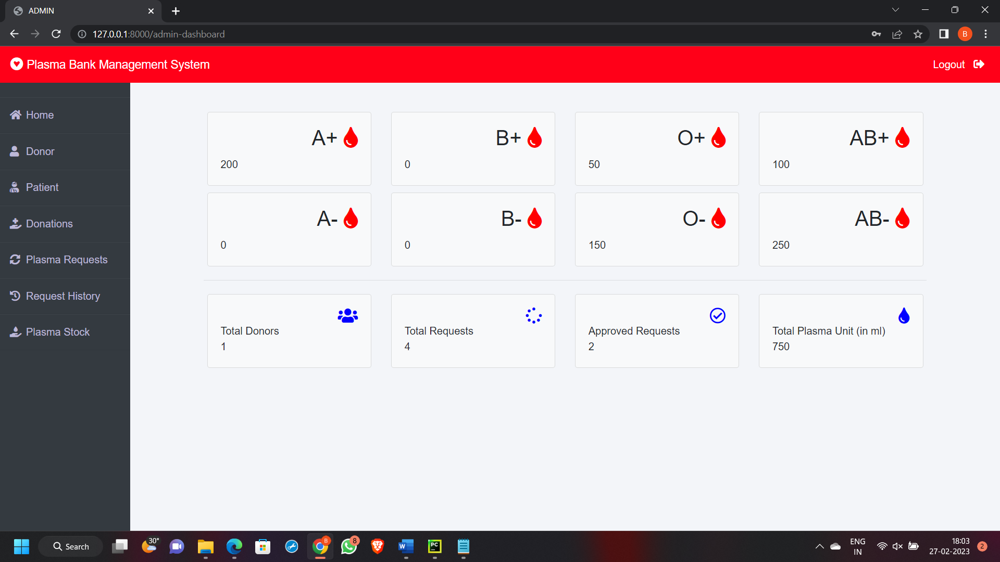 ADMIN
127.0.0.1:8000/admin-dashboard
B
Plasma Bank Management System
Logout
Home
Donor
Patient
Donations
Plasma Requests
Request History
Plasma Stock
A+
200
B+
0
O+
50
AB+
100
A-
0
B-
0
O-
150
AB-
250
Total Donors
1
Total Requests
4
Approved Requests
2
Total Plasma Unit (in ml)
750
Search
30°
B
8
W
PC
ENG
IN
18:03
27-02-2023
2